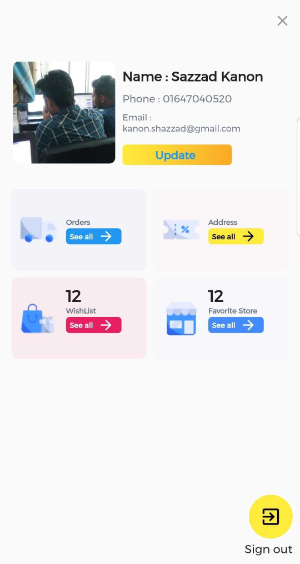 Name : Sazzad Kanon
Phone : 01647040520
Email :
kanon.shazzad@gmail.com
Update
Orders
See all
Address
See all
12
WishList
See all
12
Favorite Store
See all
Sign out